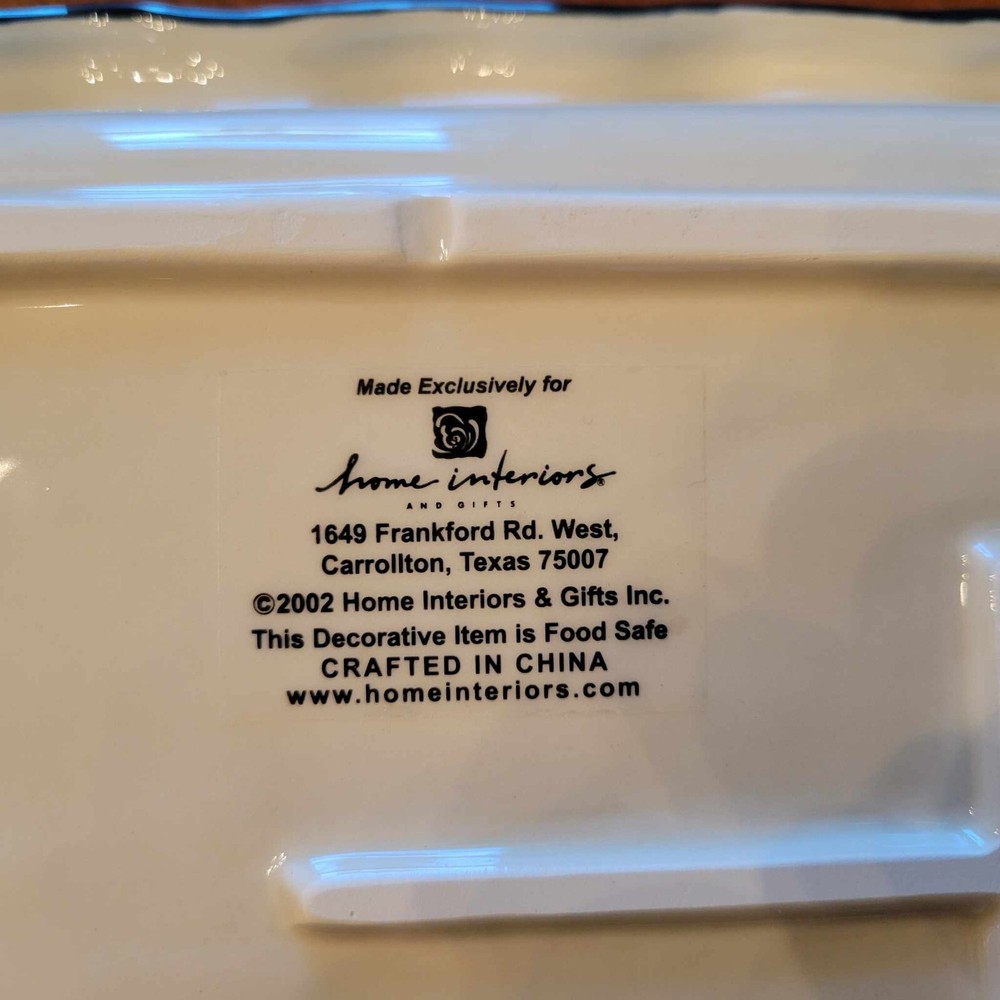 Made Exclusively for
home interiors®
AND GIFTS
1649 Frankford Rd. West,
Carrollton, Texas 75007
©2002 Home Interiors & Gifts Inc.
This Decorative Item is Food Safe
CRAFTED IN CHINA
www.homeinteriors.com